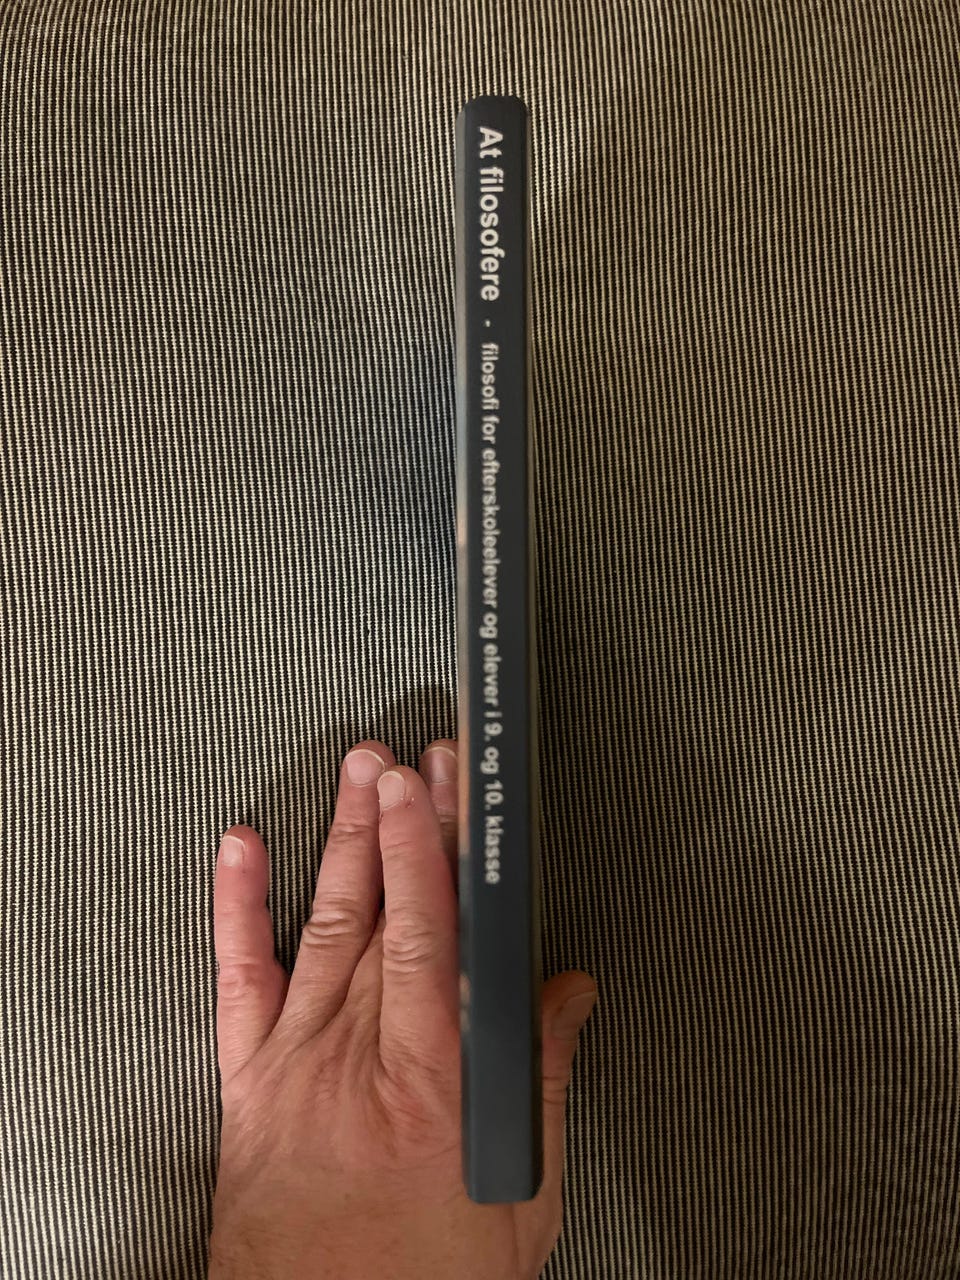 At filosofere - filosofi for efterskoleelever og elever i 9. og 10. klasse